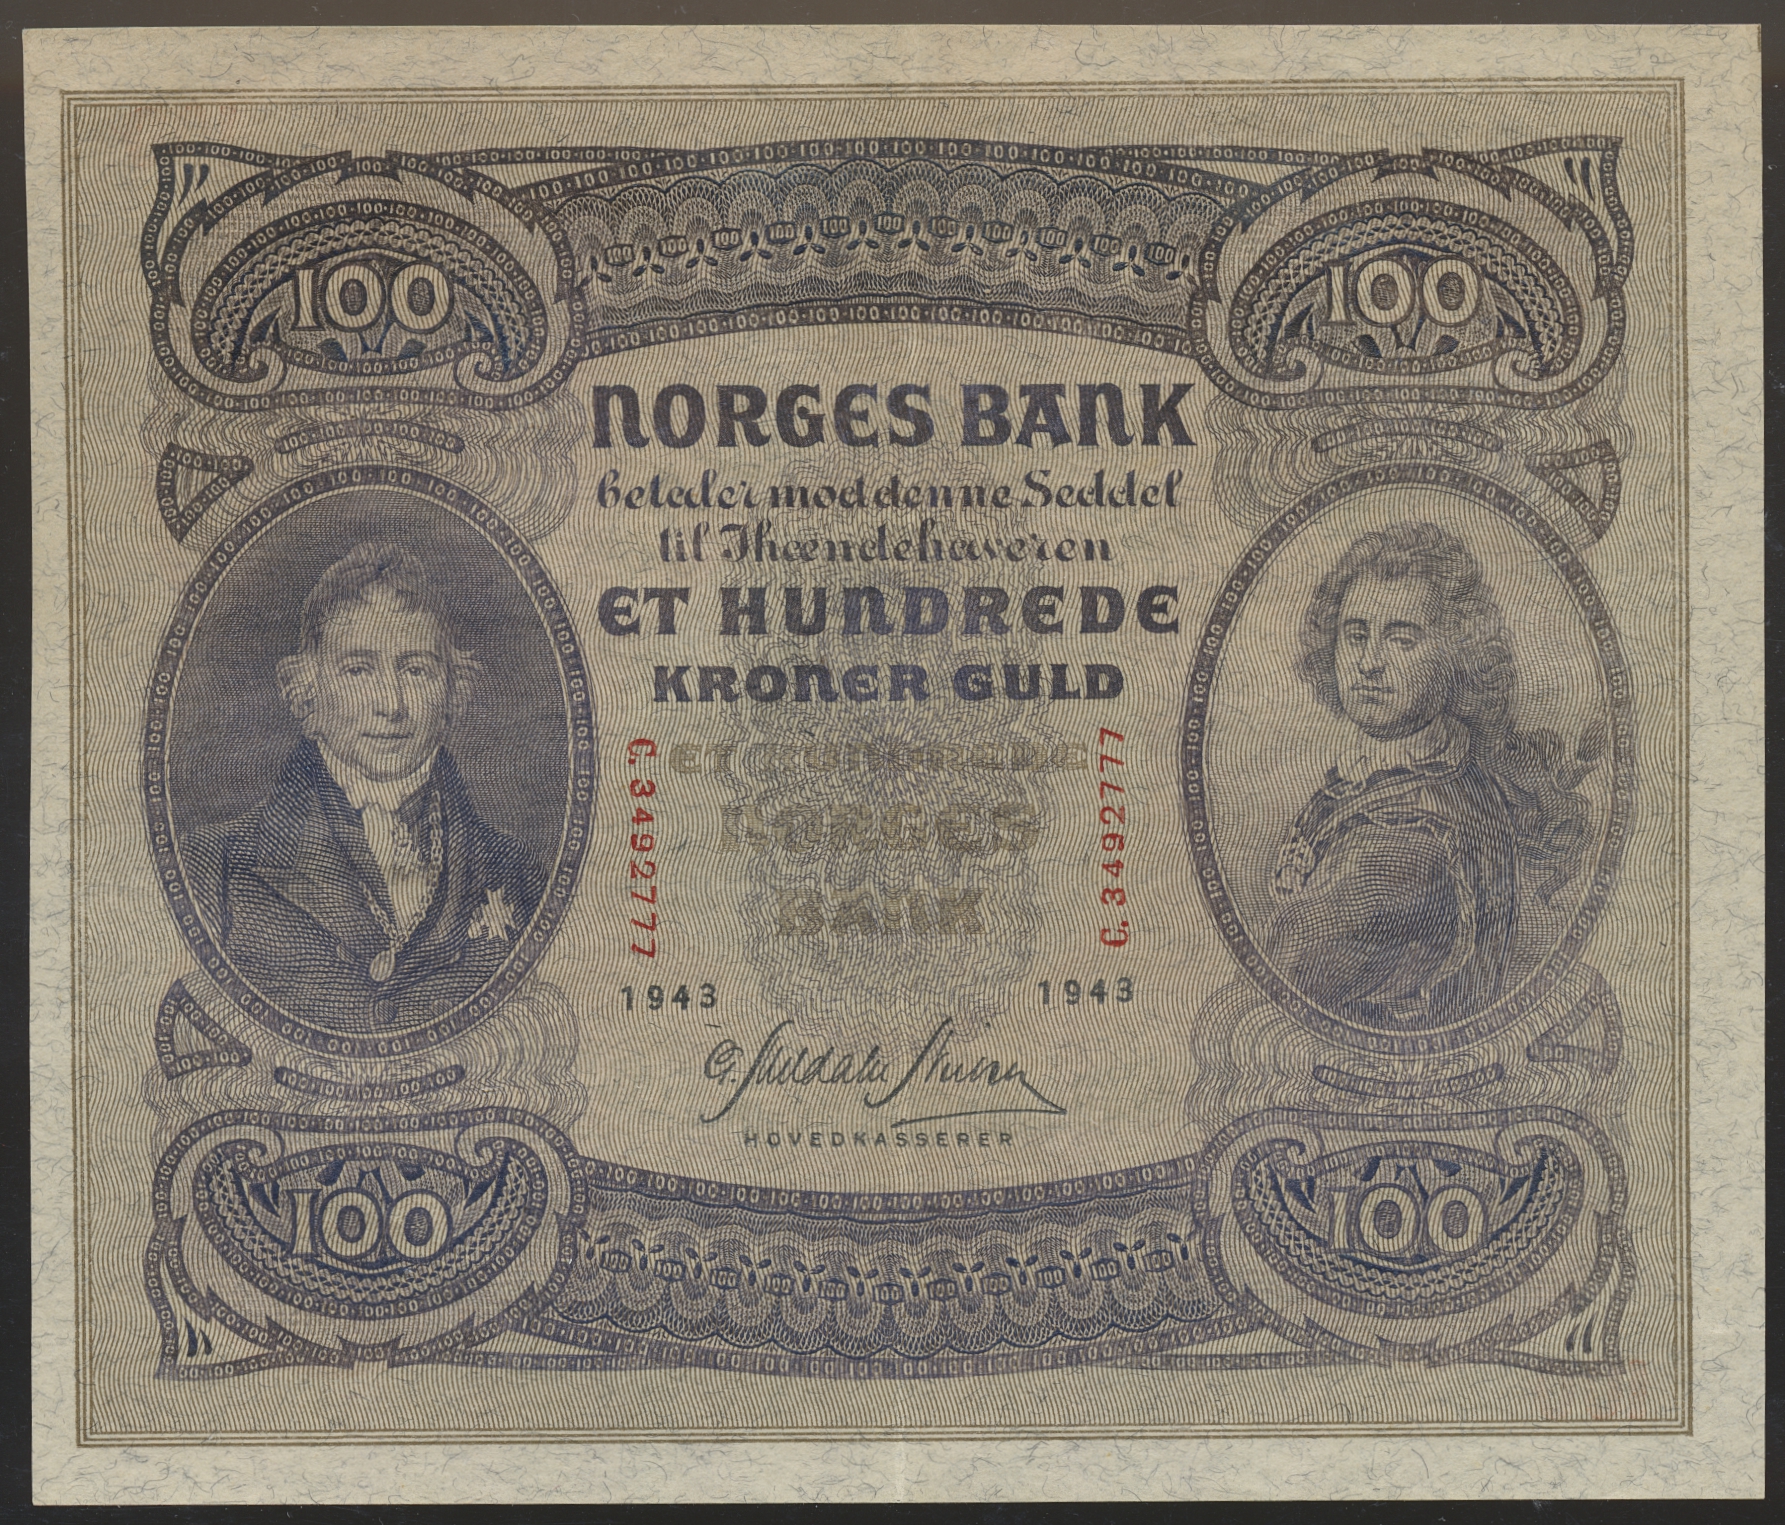 100 100
NORGES BANK
betaler mod denne Seddel
til Ihændehaveren
ET HUNDREDE
KRONER GULD
ET HUNDREDE
NORGES
BANK
C.3492777 C.3492777
1943 1943
HOVEDKASSERER
100 100